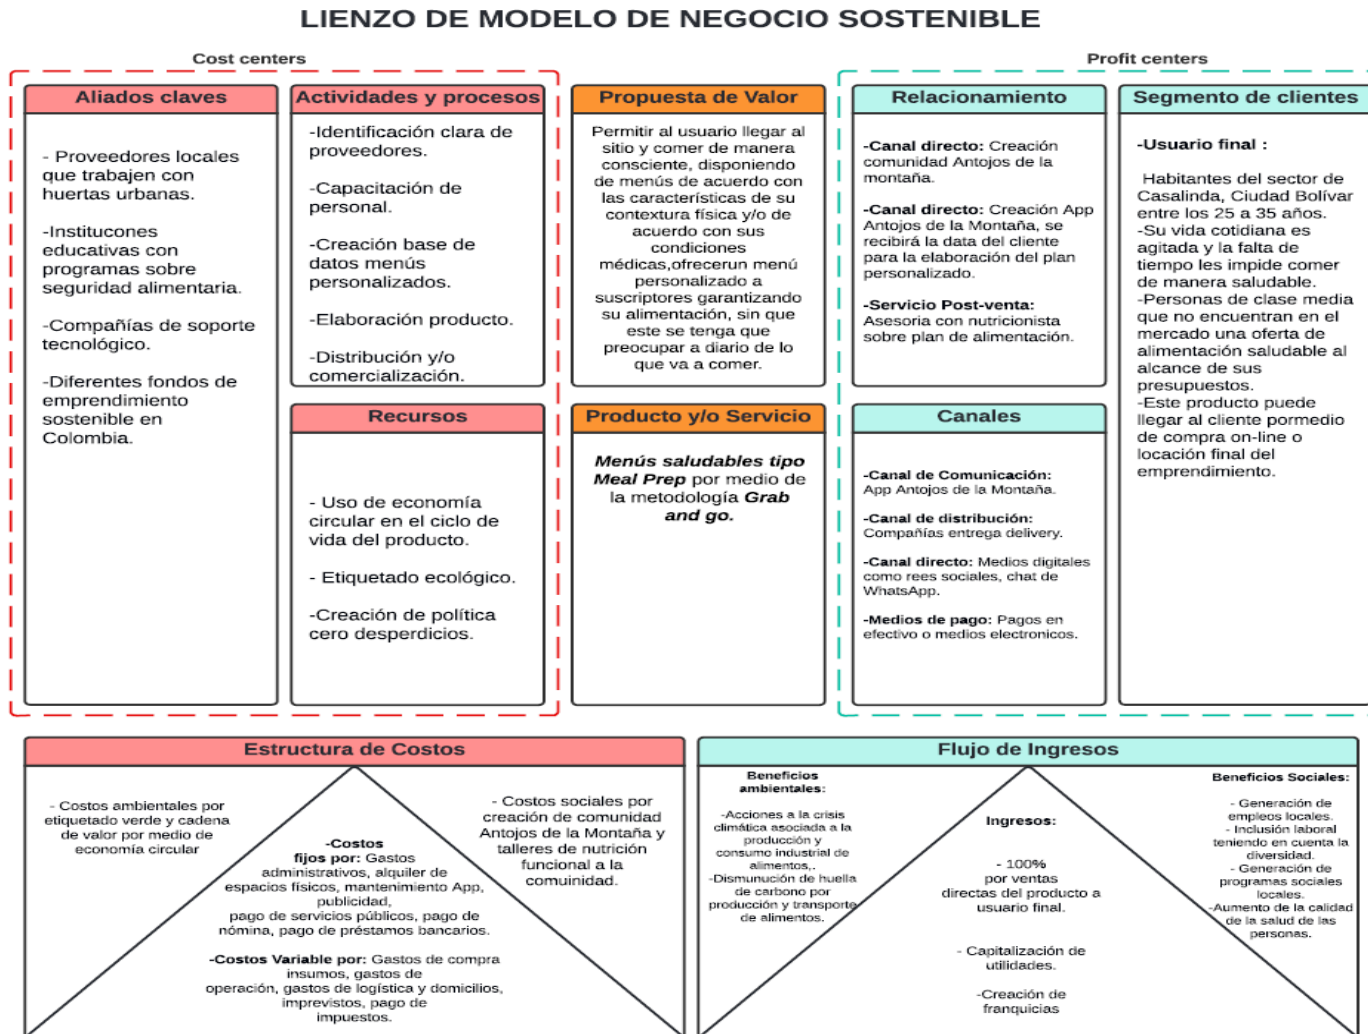 LIENZO DE MODELO DE NEGOCIO SOSTENIBLE
Cost centers
Profit centers
Aliados claves
- Proveedores locales
que trabajen con
huertas urbanas.
-Institucones
educativas con
programas sobre
seguridad alimentaria.
-Compañías de soporte
tecnológico.
-Diferentes fondos de
emprendimiento
sostenible en
Colombia.
Actividades y procesos
-Identificación clara de
proveedores.
-Capacitación de
personal.
-Creación base de
datos menús
personalizados.
-Elaboración producto.
-Distribución y/o
comercialización.
Recursos
- Uso de economía
circular en el ciclo de
vida del producto.
- Etiquetado ecológico.
-Creación de política
cero desperdicios.
Propuesta de Valor
Permitir al usuario llegar al
sitio y comer de manera
consciente, disponiendo
de menús de acuerdo con
las características de su
contextura física y/o de
acuerdo con sus
condiciones
médicas,ofrecerun menú
personalizado a
suscriptores garantizando
su alimentación, sin que
este se tenga que
preocupar a diario de lo
que va a comer.
Producto y/o Servicio
Menús saludables tipo
Meal Prep por medio de
la metodología Grab
and go.
Relacionamiento
-Canal directo: Creación
comunidad Antojos de la
montaña.
-Canal directo: Creación App
Antojos de la Montaña, se
recibirá la data del cliente
para la elaboración del plan
personalizado.
-Servicio Post-venta:
Asesoria con nutricionista
sobre plan de alimentación.
Canales
-Canal de Comunicación:
App Antojos de la Montaña.
-Canal de distribución:
Compañías entrega delivery.
-Canal directo: Medios digitales
como rees sociales, chat de
WhatsApp.
-Medios de pago: Pagos en
efectivo o medios electronicos.
Segmento de clientes
-Usuario final :
Habitantes del sector de
Casalinda, Ciudad Bolívar
entre los 25 a 35 años.
-Su vida cotidiana es
agitada y la falta de
tiempo les impide comer
de manera saludable.
-Personas de clase media
que no encuentran en el
mercado una oferta de
alimentación saludable al
alcance de sus
presupuestos.
-Este producto puede
llegar al cliente pormedio
de compra on-line o
locación final del
emprendimiento.
Estructura de Costos
- Costos ambientales por
etiquetado verde y cadena
de valor por medio de
economía circular
-Costos
fijos por: Gastos
administrativos, alquiler de
espacios físicos, mantenimiento App,
publicidad,
pago de servicios públicos, pago de
nómina, pago de préstamos bancarios.
-Costos Variable por: Gastos de compra
insumos, gastos de
operación, gastos de logística y domicilios,
imprevistos, pago de
impuestos.
- Costos sociales por
creación de comunidad
Antojos de la Montaña y
talleres de nutrición
funcional a la
comuinidad.
Flujo de Ingresos
Beneficios
ambientales:
-Acciones a la crisis
climática asociada a la
producción y
consumo industrial de
alimentos,.
-Dismunución de huella
de carbono por
producción y transporte
de alimentos.
Ingresos:
- 100%
por ventas
directas del producto a
usuario final.
- Capitalización de
utilidades.
-Creación de
franquicias
Beneficios Sociales:
- Generación de
empleos locales.
- Inclusión laboral
teniendo en cuenta la
diversidad.
- Generación de
programas sociales
locales.
-Aumento de la calidad
de la salud de las
personas.